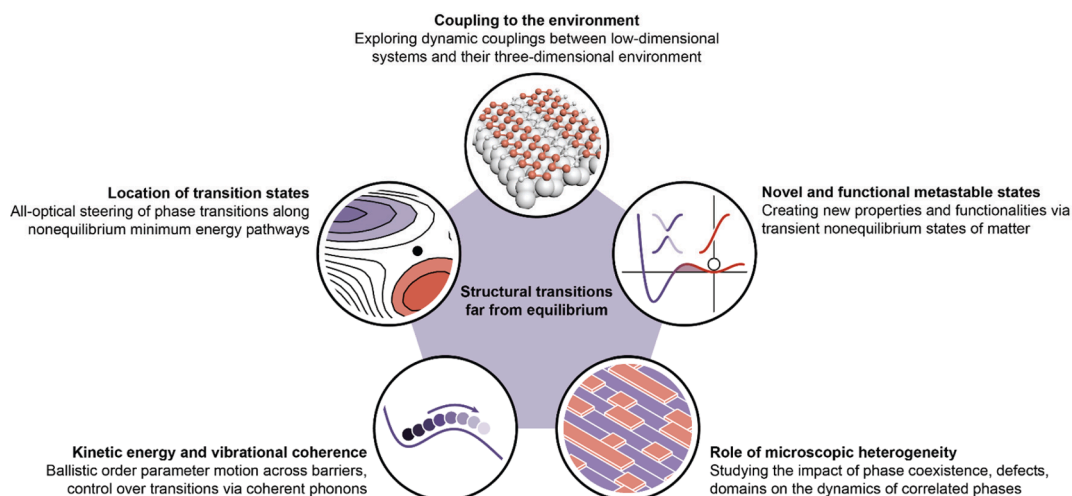 Coupling to the environment
Exploring dynamic couplings between low-dimensional
systems and their three-dimensional environment
Location of transition states
All-optical steering of phase transitions along
nonequilibrium minimum energy pathways
Novel and functional metastable states
Creating new properties and functionalities via
transient nonequilibrium states of matter
Structural transitions
far from equilibrium
Kinetic energy and vibrational coherence
Ballistic order parameter motion across barriers,
control over transitions via coherent phonons
Role of microscopic heterogeneity
Studying the impact of phase coexistence, defects,
domains on the dynamics of correlated phases